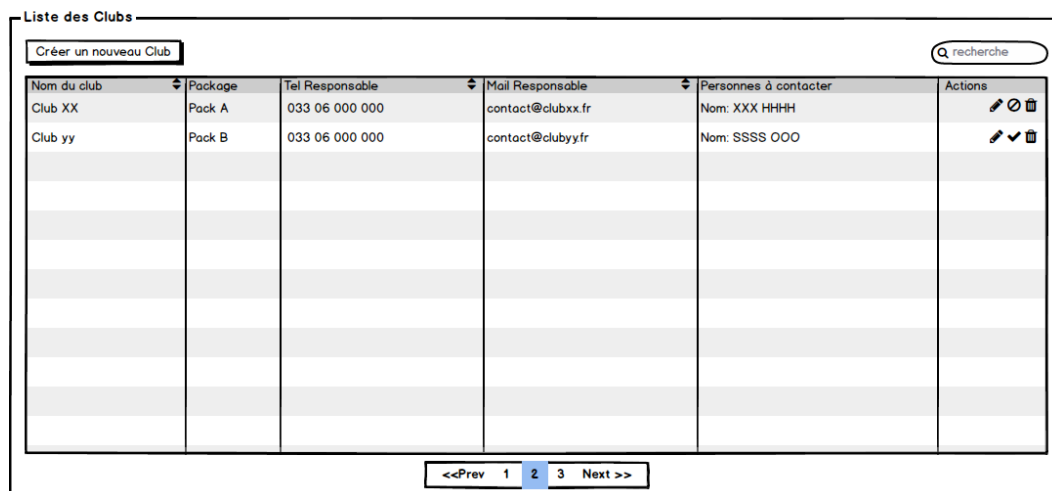 Liste des Clubs
Créer un nouveau Club
recherche
Nom du club Package Tel Responsable Mail Responsable Personnes à contacter Actions
Club XX Pack A 033 06 000 000 contact@clubxx.fr Nom: XXX HHHH
Club yy Pack B 033 06 000 000 contact@clubyy.fr Nom: SSSS OOO
<<Prev 1 2 3 Next >>